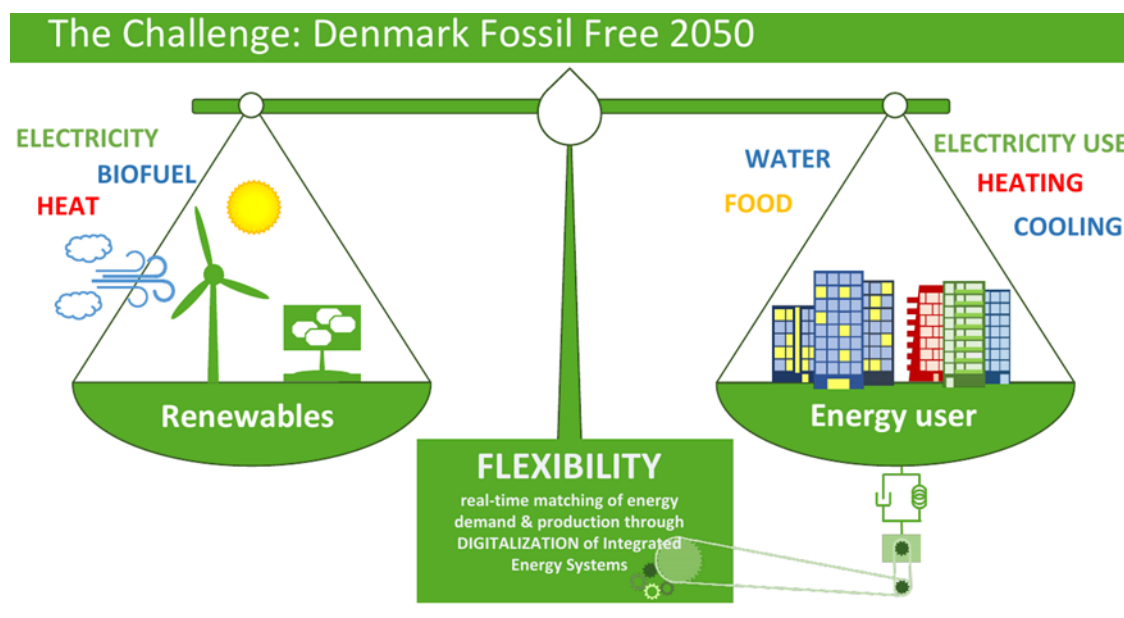 The Challenge: Denmark Fossil Free 2050
ELECTRICITY
BIOFUEL
HEAT
WATER
FOOD
ELECTRICITY USE
HEATING
COOLING
Renewables
Energy user
FLEXIBILITY
real-time matching of energy
demand & production through
DIGITALIZATION of Integrated
Energy Systems